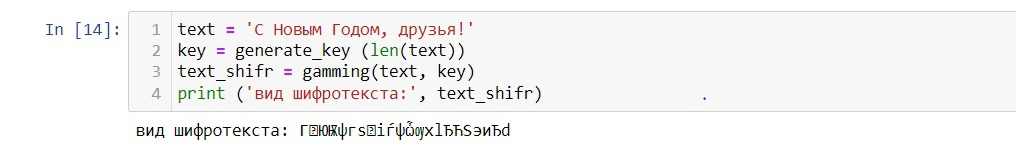 In [14]:
1 text = 'С Новым Годом, друзья!'
2 key = generate_key (len(text))
3 text_shifr = gamming(text, key)
4 print ('вид шифротекста:', text_shifr)
вид шифротекста: